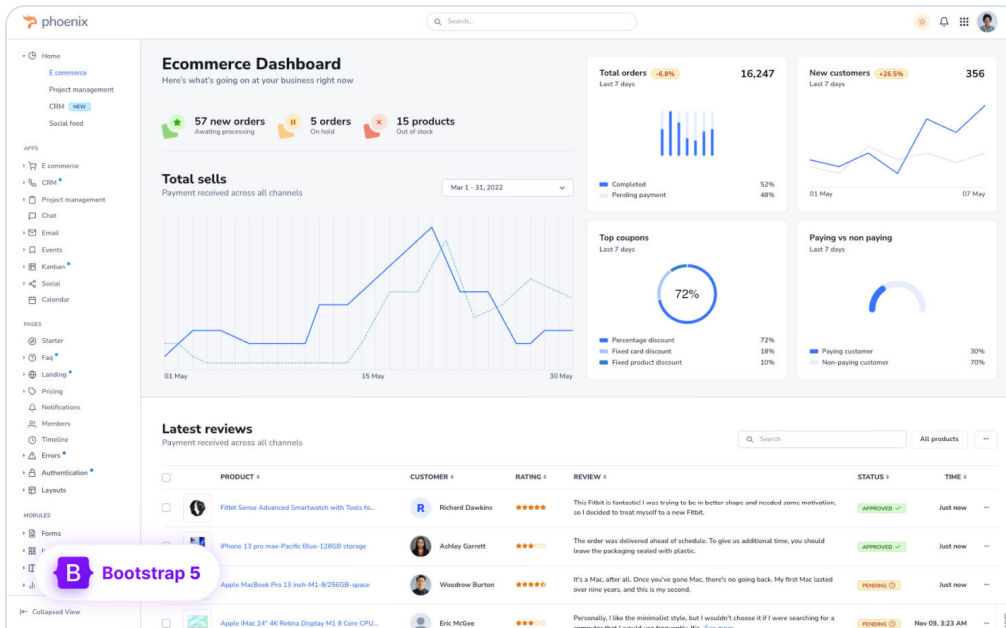 phoenix
Search...
Home
E commerce
Project management
CRM NEW
Social feed
APPS
E commerce
CRM
Project management
Chat
Email
Events
Kanban
Social
Calendar
PAGES
Starter
Faq
Landing
Pricing
Notifications
Members
Timeline
Errors
Authentication
Layouts
MODULES
Forms
Collapsed View
B Bootstrap 5
Ecommerce Dashboard
Here's what's going on at your business right now
57 new orders
Awating processing
5 orders
On hold
15 products
Out of stock
Total sells
Payment received across all channels
Mar 1 - 31, 2022
01 May 15 May 30 May
Total orders -6.8% 16,247
Last 7 days
Completed 52%
Pending payment 48%
New customers +26.5% 356
Last 7 days
01 May 07 May
Top coupons
Last 7 days
72%
Percentage discount 72%
Fixed card discount 18%
Fixed product discount 10%
Paying vs non paying
Last 7 days
Paying customer 30%
Non-paying customer 70%
Latest reviews
Payment received across all channels
Search
All products
PRODUCT CUSTOMER RATING REVIEW STATUS TIME
Fitbit Sense Advanced Smartwatch with Tools fo... R Richard Dawkins This Fitbit is fantastic! I was trying to be in better shape and needed some motivation, APPROVED Just now
so I decided to treat myself to a new Fitbit.
iPhone 13 pro max-Pacific Blue-128GB storage Ashley Garrett The order was delivered ahead of schedule. To give us additional time, you should APPROVED Just now
leave the packaging sealed with plastic.
Apple MacBook Pro 13 inch-M1-8/256GB-space Woodrow Burton It's a Mac, after all. Once you've gone Mac, there's no going back. My first Mac lasted PENDING Just now
over nine years, and this is my second.
Apple iMac 24" 4K Retina Display M1 8 Core CPU... Eric McGee Personally, I like the minimalist style, but I wouldn't choose it if I were searching for a PENDING Nov 09, 3:23 AM